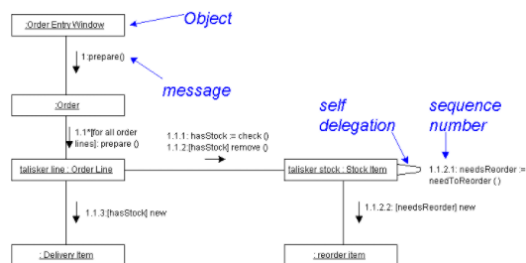 :Order Entry Window
Object
1:prepare()
message
:Order
self
delegation
sequence
number
1.1*[for all order
lines]: prepare ()
1.1.1: hasStock := check ()
1.1.2:[hasStock] remove ()
talisker line : Order Line
talisker stock : Stock Item
1.1.2.1: needsReorder :=
needToReorder ( )
1.1.3:[hasStock] new
1.1.2.2: [needsReorder] new
: Delivery Item
: reorder item